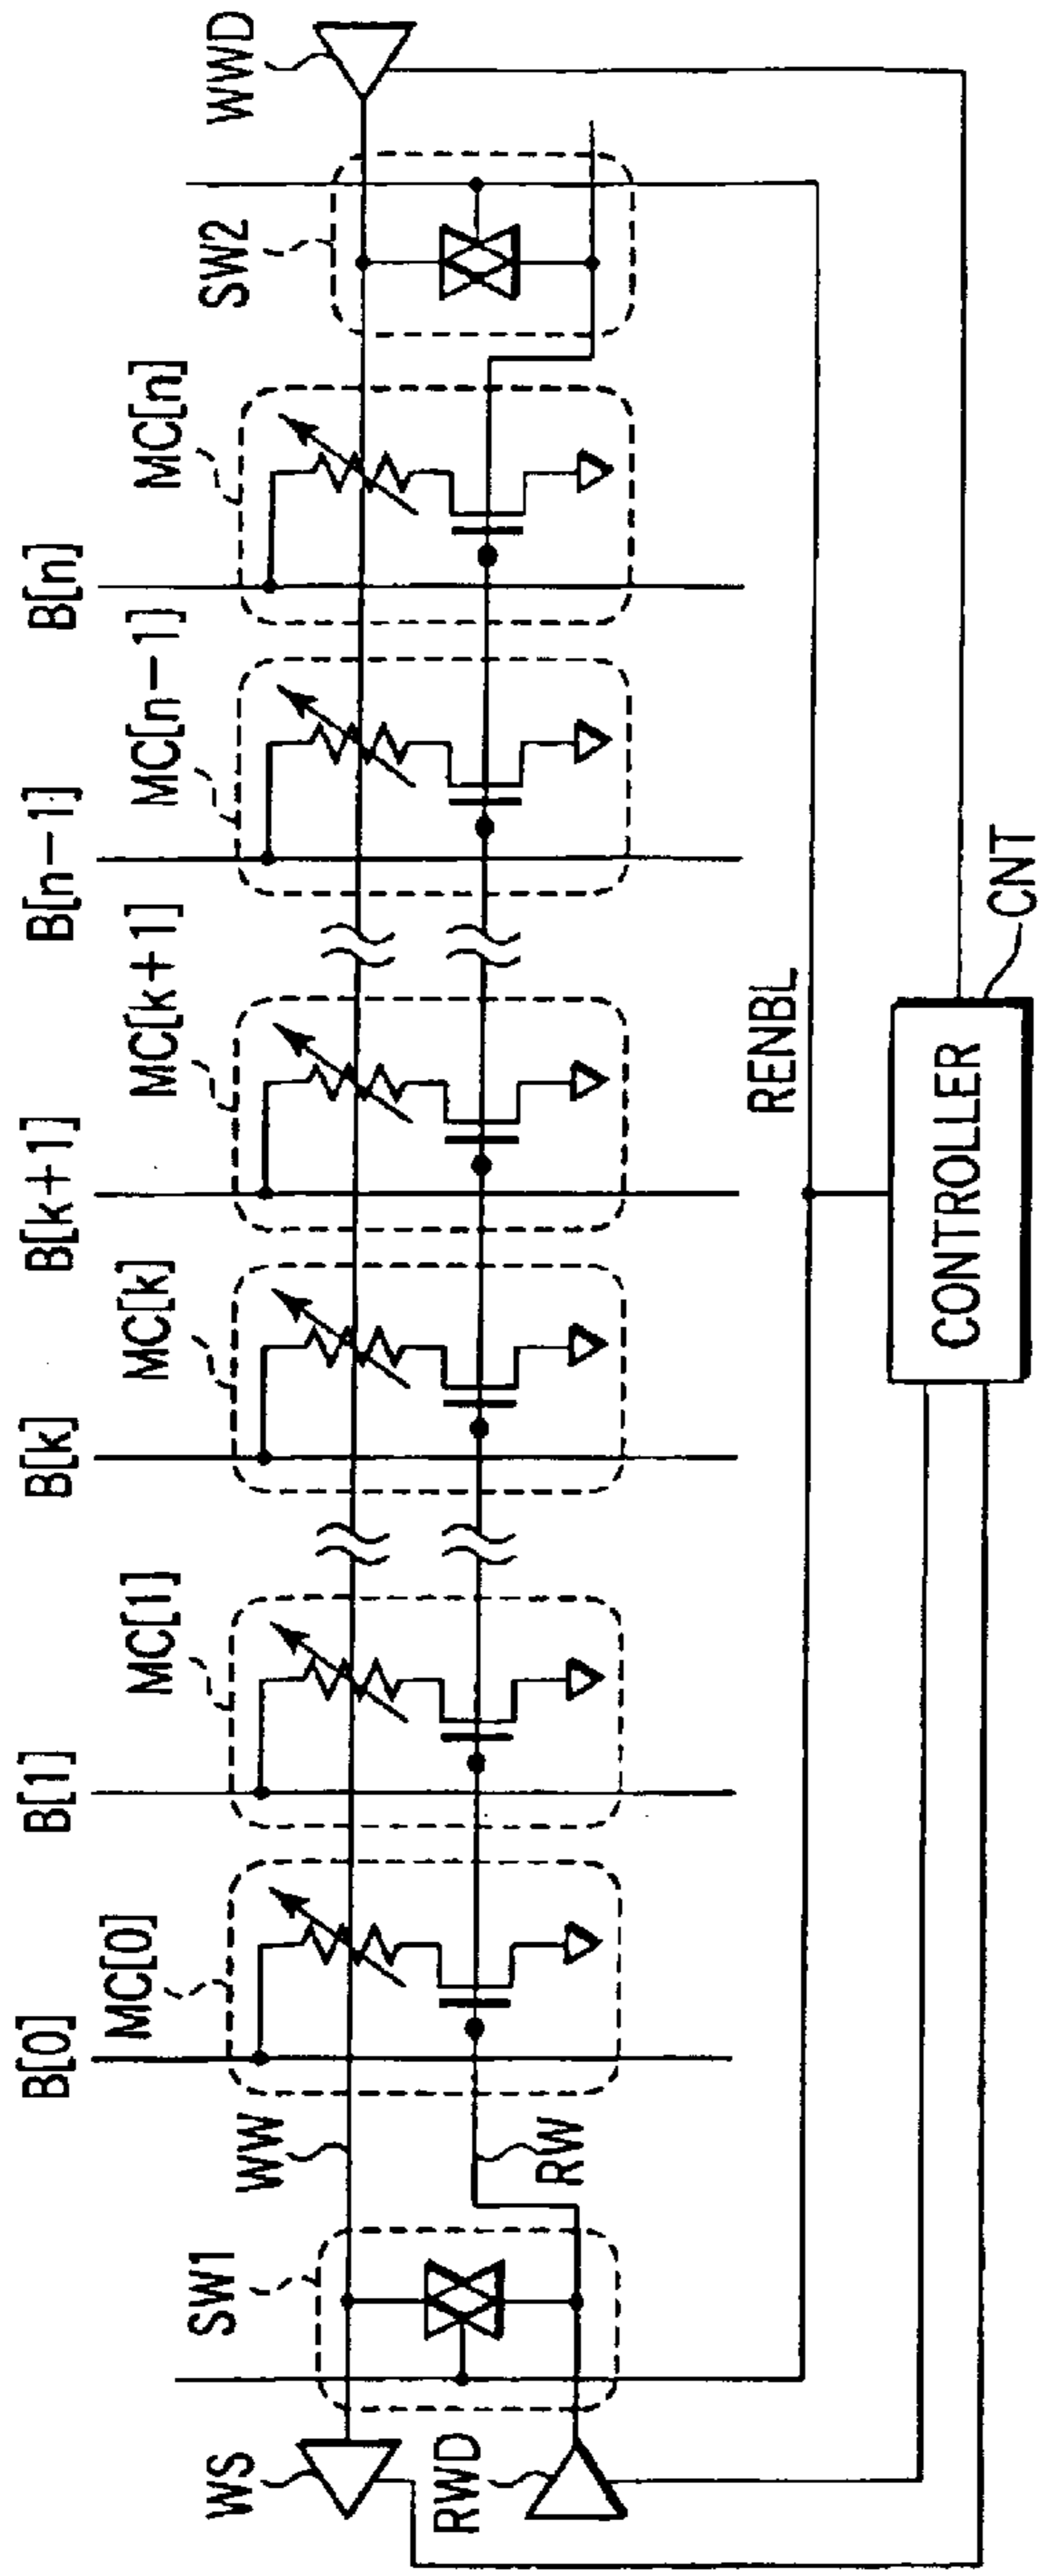 B[0]
B[1]
B[k]
B[k+1]
B[n-1]
B[n]
MC[0]
MC[1]
MC[k]
MC[k+1]
MC[n-1]
MC[n]
WS
SW1
WW
SW2
WWD
RWD
RW
RENBL
CONTROLLER
CNT